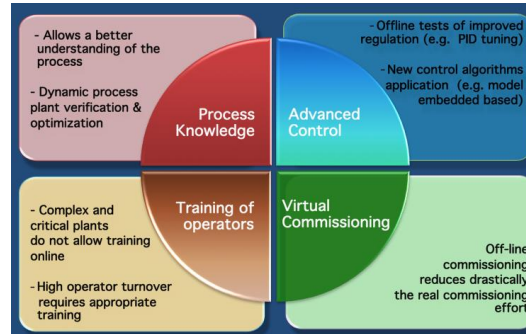 - Allows a better
understanding of the
process
- Dynamic process
plant verification &
optimization
Process
Knowledge
Advanced
Control
- Offline tests of improved
regulation (e.g. PID tuning)
- New control algorithms
application (e.g. model
embedded based)
- Complex and
critical plants
do not allow training
online
- High operator turnover
requires appropriate
training
Training of
operators
Virtual
Commissioning
Off-line
commissioning
reduces drastically
the real commissioning
effort